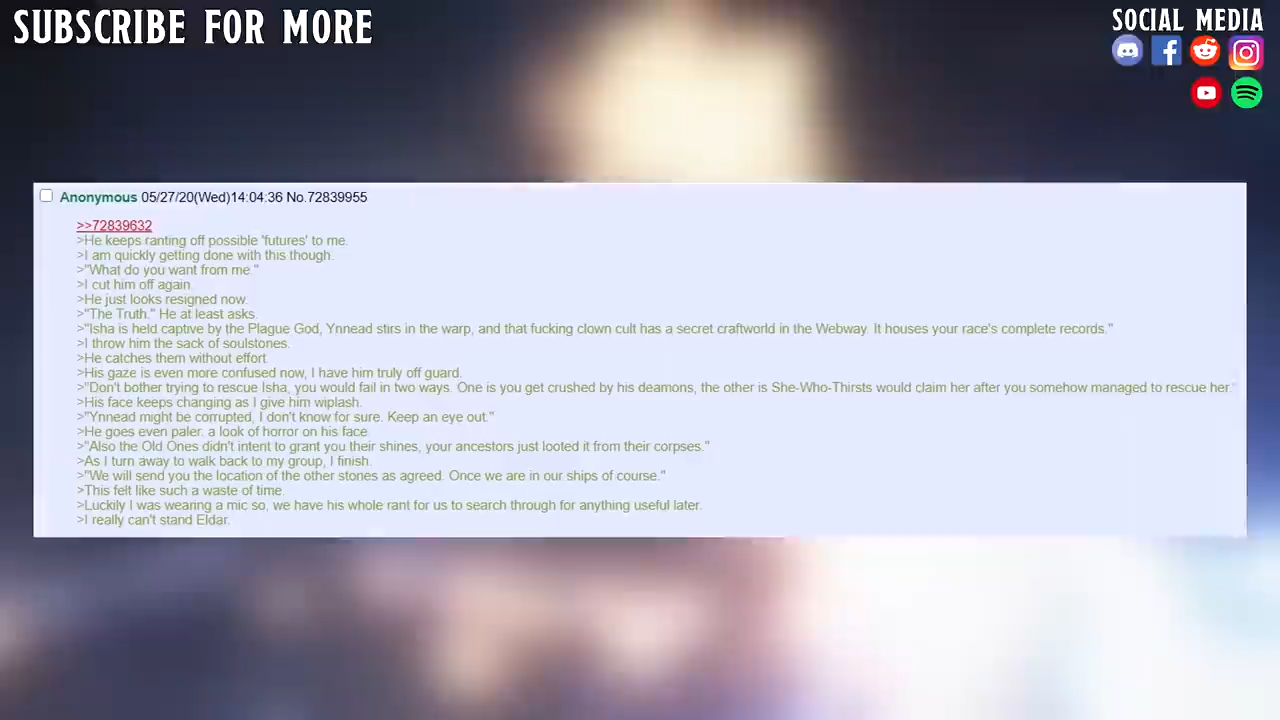 SUBSCRIBE FOR MORE
SOCIAL MEDIA
Anonymous 05/27/20(Wed)14:04:36 No.72839955
>>72839632
>He keeps ranting off possible 'futures' to me.
>I am quickly getting done with this though.
>"What do you want from me."
>I cut him off again.
>He just looks resigned now.
>"The Truth." He at least asks.
>"Isha is held captive by the Plague God, Ynnead stirs in the warp, and that fucking clown cult has a secret craftworld in the Webway. It houses your race's complete records."
>I throw him the sack of soulstones.
>He catches them without effort.
>His gaze is even more confused now, I have him truly off guard.
>"Don't bother trying to rescue Isha, you would fail in two ways. One is you get crushed by his deamons, the other is She-Who-Thirsts would claim her after you somehow managed to rescue her."
>His face keeps changing as I give him wiplash.
>"Ynnead might be corrupted, I don't know for sure. Keep an eye out."
>He goes even paler. a look of horror on his face.
>"Also the Old Ones didn't intent to grant you their shines, your ancestors just looted it from their corpses."
>As I turn away to walk back to my group, I finish.
>"We will send you the location of the other stones as agreed. Once we are in our ships of course."
>This felt like such a waste of time.
>Luckily I was wearing a mic so, we have his whole rant for us to search through for anything useful later.
>I really can't stand Eldar.